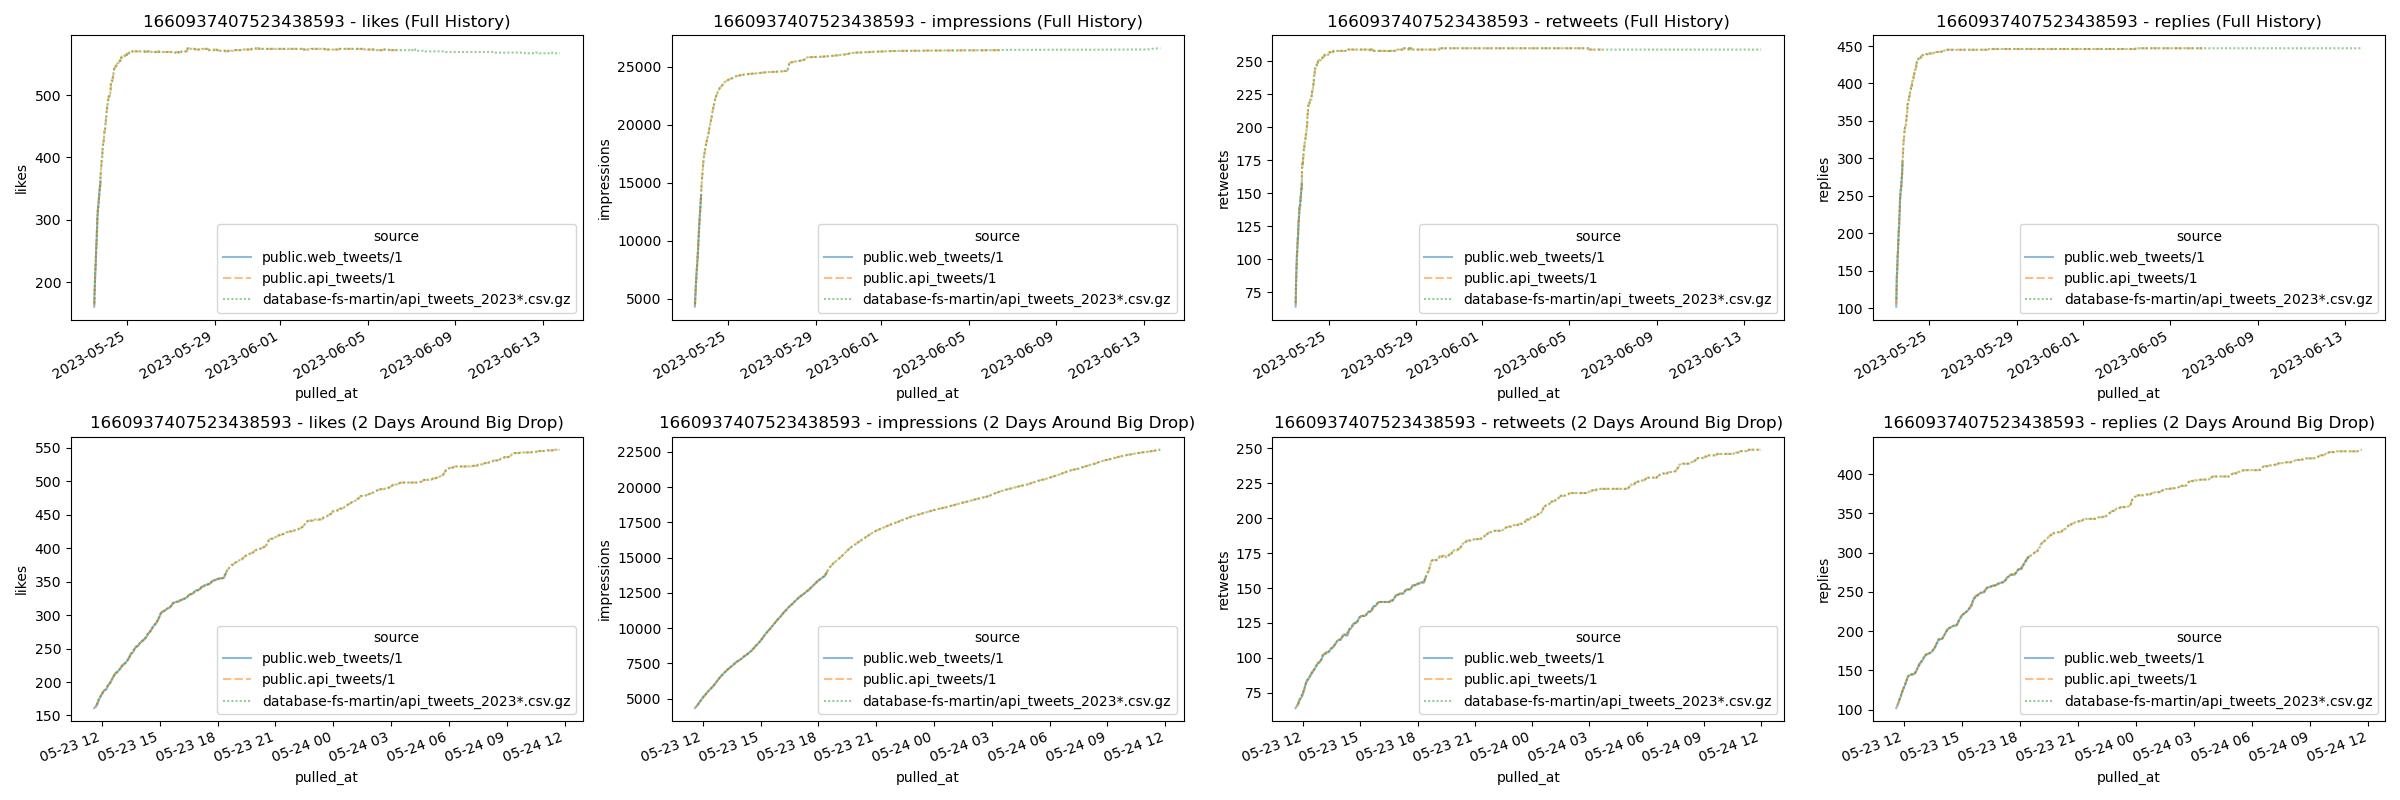 1660937407523438593 - likes (Full History)
likes
500
400
300
200
source
public.web_tweets/1
public.api_tweets/1
database-fs-martin/api_tweets_2023*.csv.gz
2023-05-25
2023-05-29
2023-06-01
2023-06-05
2023-06-09
2023-06-13
pulled_at
1660937407523438593 - impressions (Full History)
impressions
25000
20000
15000
10000
5000
source
public.web_tweets/1
public.api_tweets/1
database-fs-martin/api_tweets_2023*.csv.gz
2023-05-25
2023-05-29
2023-06-01
2023-06-05
2023-06-09
2023-06-13
pulled_at
1660937407523438593 - retweets (Full History)
retweets
250
225
200
175
150
125
100
75
source
public.web_tweets/1
public.api_tweets/1
database-fs-martin/api_tweets_2023*.csv.gz
2023-05-25
2023-05-29
2023-06-01
2023-06-05
2023-06-09
2023-06-13
pulled_at
1660937407523438593 - replies (Full History)
replies
450
400
350
300
250
200
150
100
source
public.web_tweets/1
public.api_tweets/1
database-fs-martin/api_tweets_2023*.csv.gz
2023-05-25
2023-05-29
2023-06-01
2023-06-05
2023-06-09
2023-06-13
pulled_at
1660937407523438593 - likes (2 Days Around Big Drop)
likes
550
500
450
400
350
300
250
200
150
source
public.web_tweets/1
public.api_tweets/1
database-fs-martin/api_tweets_2023*.csv.gz
05-23 12
05-23 15
05-23 18
05-23 21
05-24 00
05-24 03
05-24 06
05-24 09
05-24 12
pulled_at
1660937407523438593 - impressions (2 Days Around Big Drop)
impressions
22500
20000
17500
15000
12500
10000
7500
5000
source
public.web_tweets/1
public.api_tweets/1
database-fs-martin/api_tweets_2023*.csv.gz
05-23 12
05-23 15
05-23 18
05-23 21
05-24 00
05-24 03
05-24 06
05-24 09
05-24 12
pulled_at
1660937407523438593 - retweets (2 Days Around Big Drop)
retweets
250
225
200
175
150
125
100
75
source
public.web_tweets/1
public.api_tweets/1
database-fs-martin/api_tweets_2023*.csv.gz
05-23 12
05-23 15
05-23 18
05-23 21
05-24 00
05-24 03
05-24 06
05-24 09
05-24 12
pulled_at
1660937407523438593 - replies (2 Days Around Big Drop)
replies
400
350
300
250
200
150
100
source
public.web_tweets/1
public.api_tweets/1
database-fs-martin/api_tweets_2023*.csv.gz
05-23 12
05-23 15
05-23 18
05-23 21
05-24 00
05-24 03
05-24 06
05-24 09
05-24 12
pulled_at